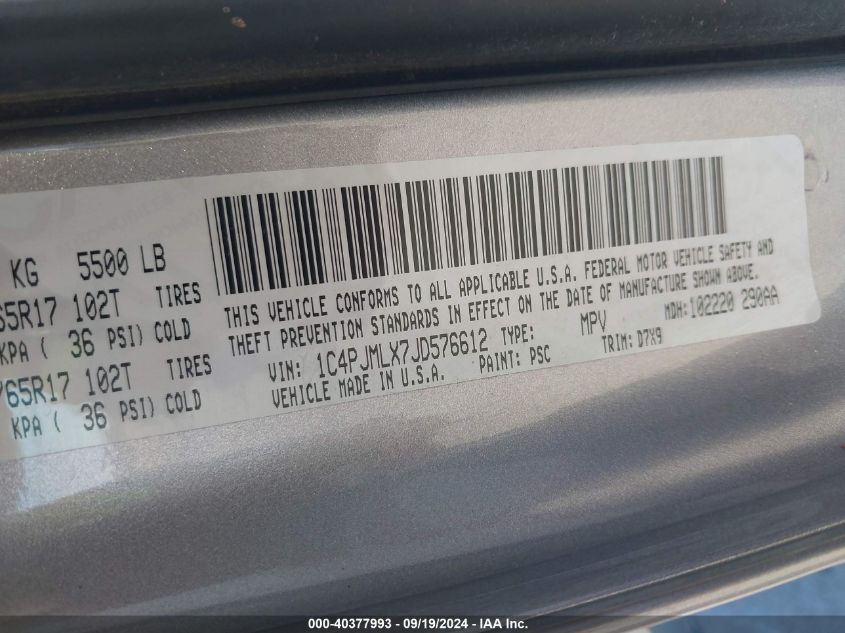 KG 5500 LB
65R17 102T TIRES
KPA ( 36 PSI) COLD
/65R17 102T TIRES
KPA ( 36 PSI) COLD
THIS VEHICLE CONFORMS TO ALL APPLICABLE U.S.A. FEDERAL MOTOR VEHICLE SAFETY AND
THEFT PREVENTION STANDARDS IN EFFECT ON THE DATE OF MANUFACTURE SHOWN ABOVE.
VIN: 1C4PJMLX7JD576612 TYPE: MPV MDH: 102220 290AA
VEHICLE MADE IN U.S.A. PAINT: PSC TRIM: D7X9
000-40377993 - 09/19/2024 - IAA Inc.